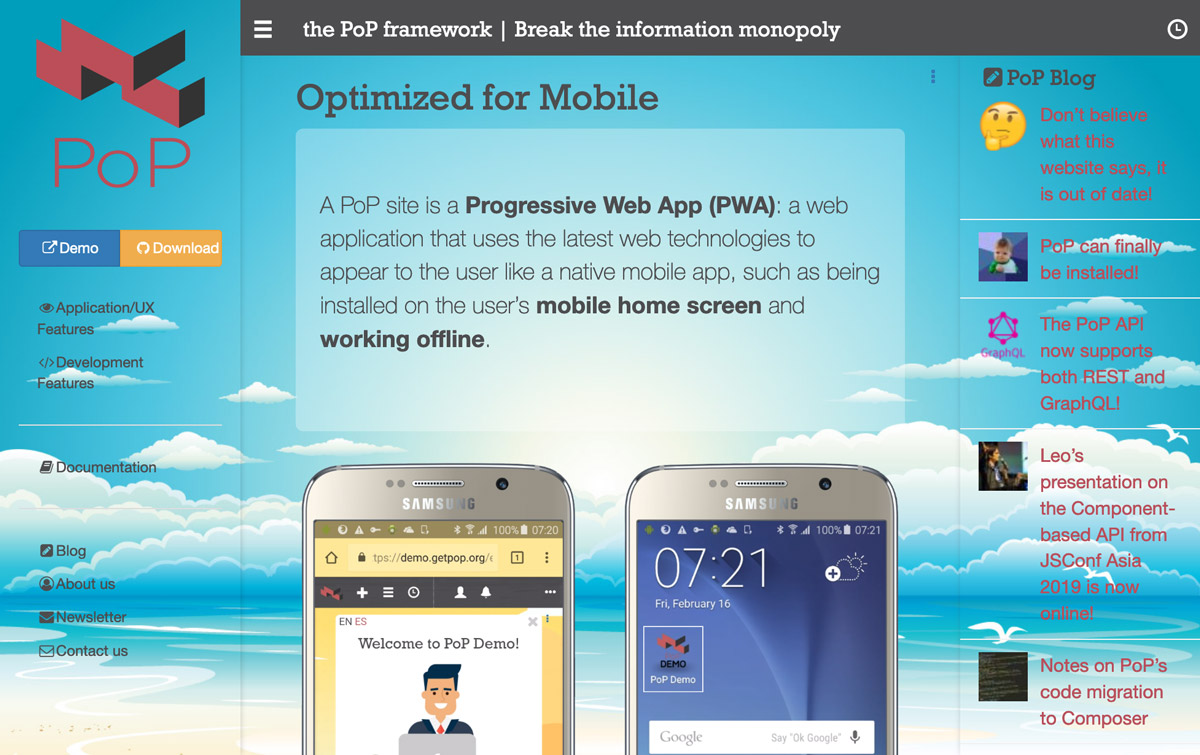 the PoP framework | Break the information monopoly
PoP
Demo
Download
Application/UX
Features
Development
Features
Documentation
Blog
About us
Newsletter
Contact us
Optimized for Mobile
A PoP site is a Progressive Web App (PWA): a web
application that uses the latest web technologies to
appear to the user like a native mobile app, such as being
installed on the user’s mobile home screen and
working offline.
SAMSUNG
100% 07:20
tps://demo.getpop.org/e
1
EN ES
Welcome to PoP Demo!
SAMSUNG
100% 07:21
07:21
Fri, February 16
DEMO
PoP Demo
Google
Say "Ok Google"
PoP Blog
Don’t believe
what this
website says, it
is out of date!
PoP can finally
be installed!
GraphQL
The PoP API
now supports
both REST and
GraphQL!
Leo’s
presentation on
the Component-
based API from
JSConf Asia
2019 is now
online!
Notes on PoP’s
code migration
to Composer